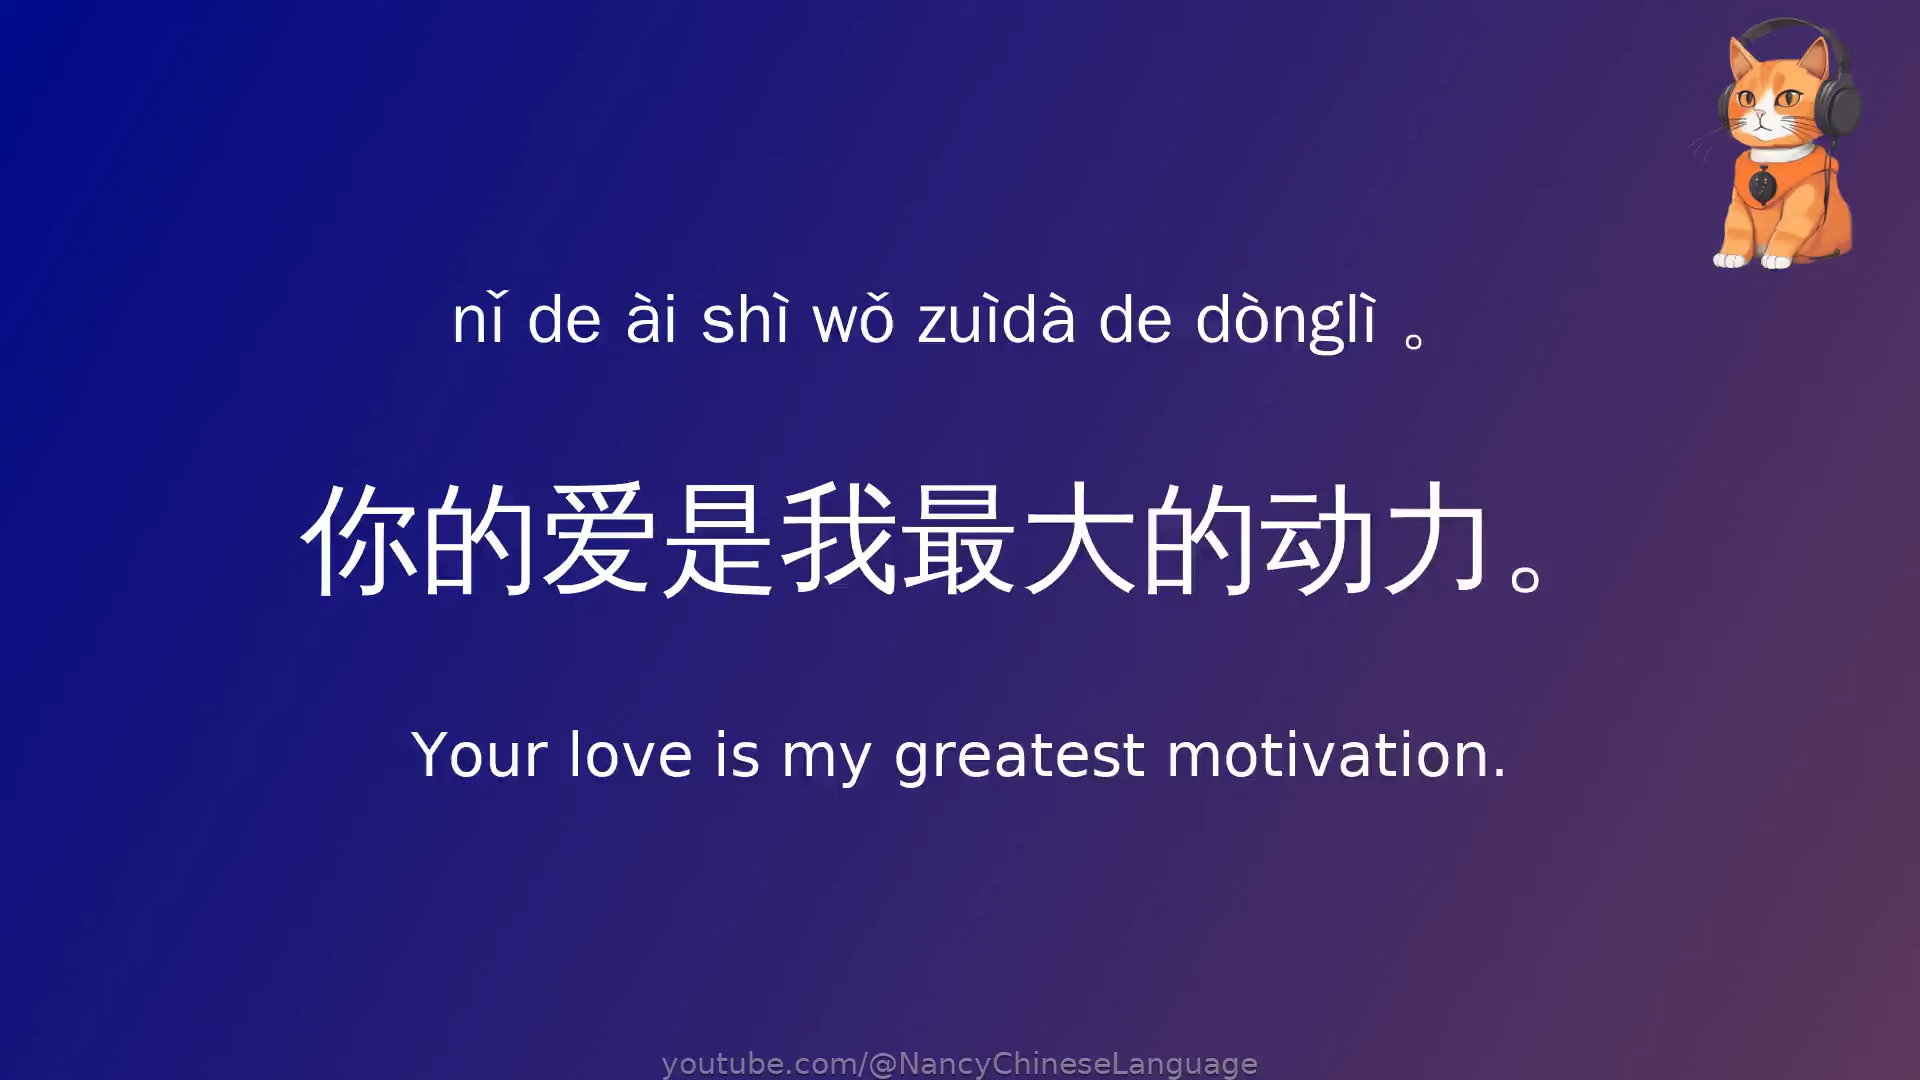 nǐ de ài shì wǒ zuìdà de dònglì 。
你的爱是我最大的动力。
Your love is my greatest motivation.
youtube.com/@NancyChineseLanguage